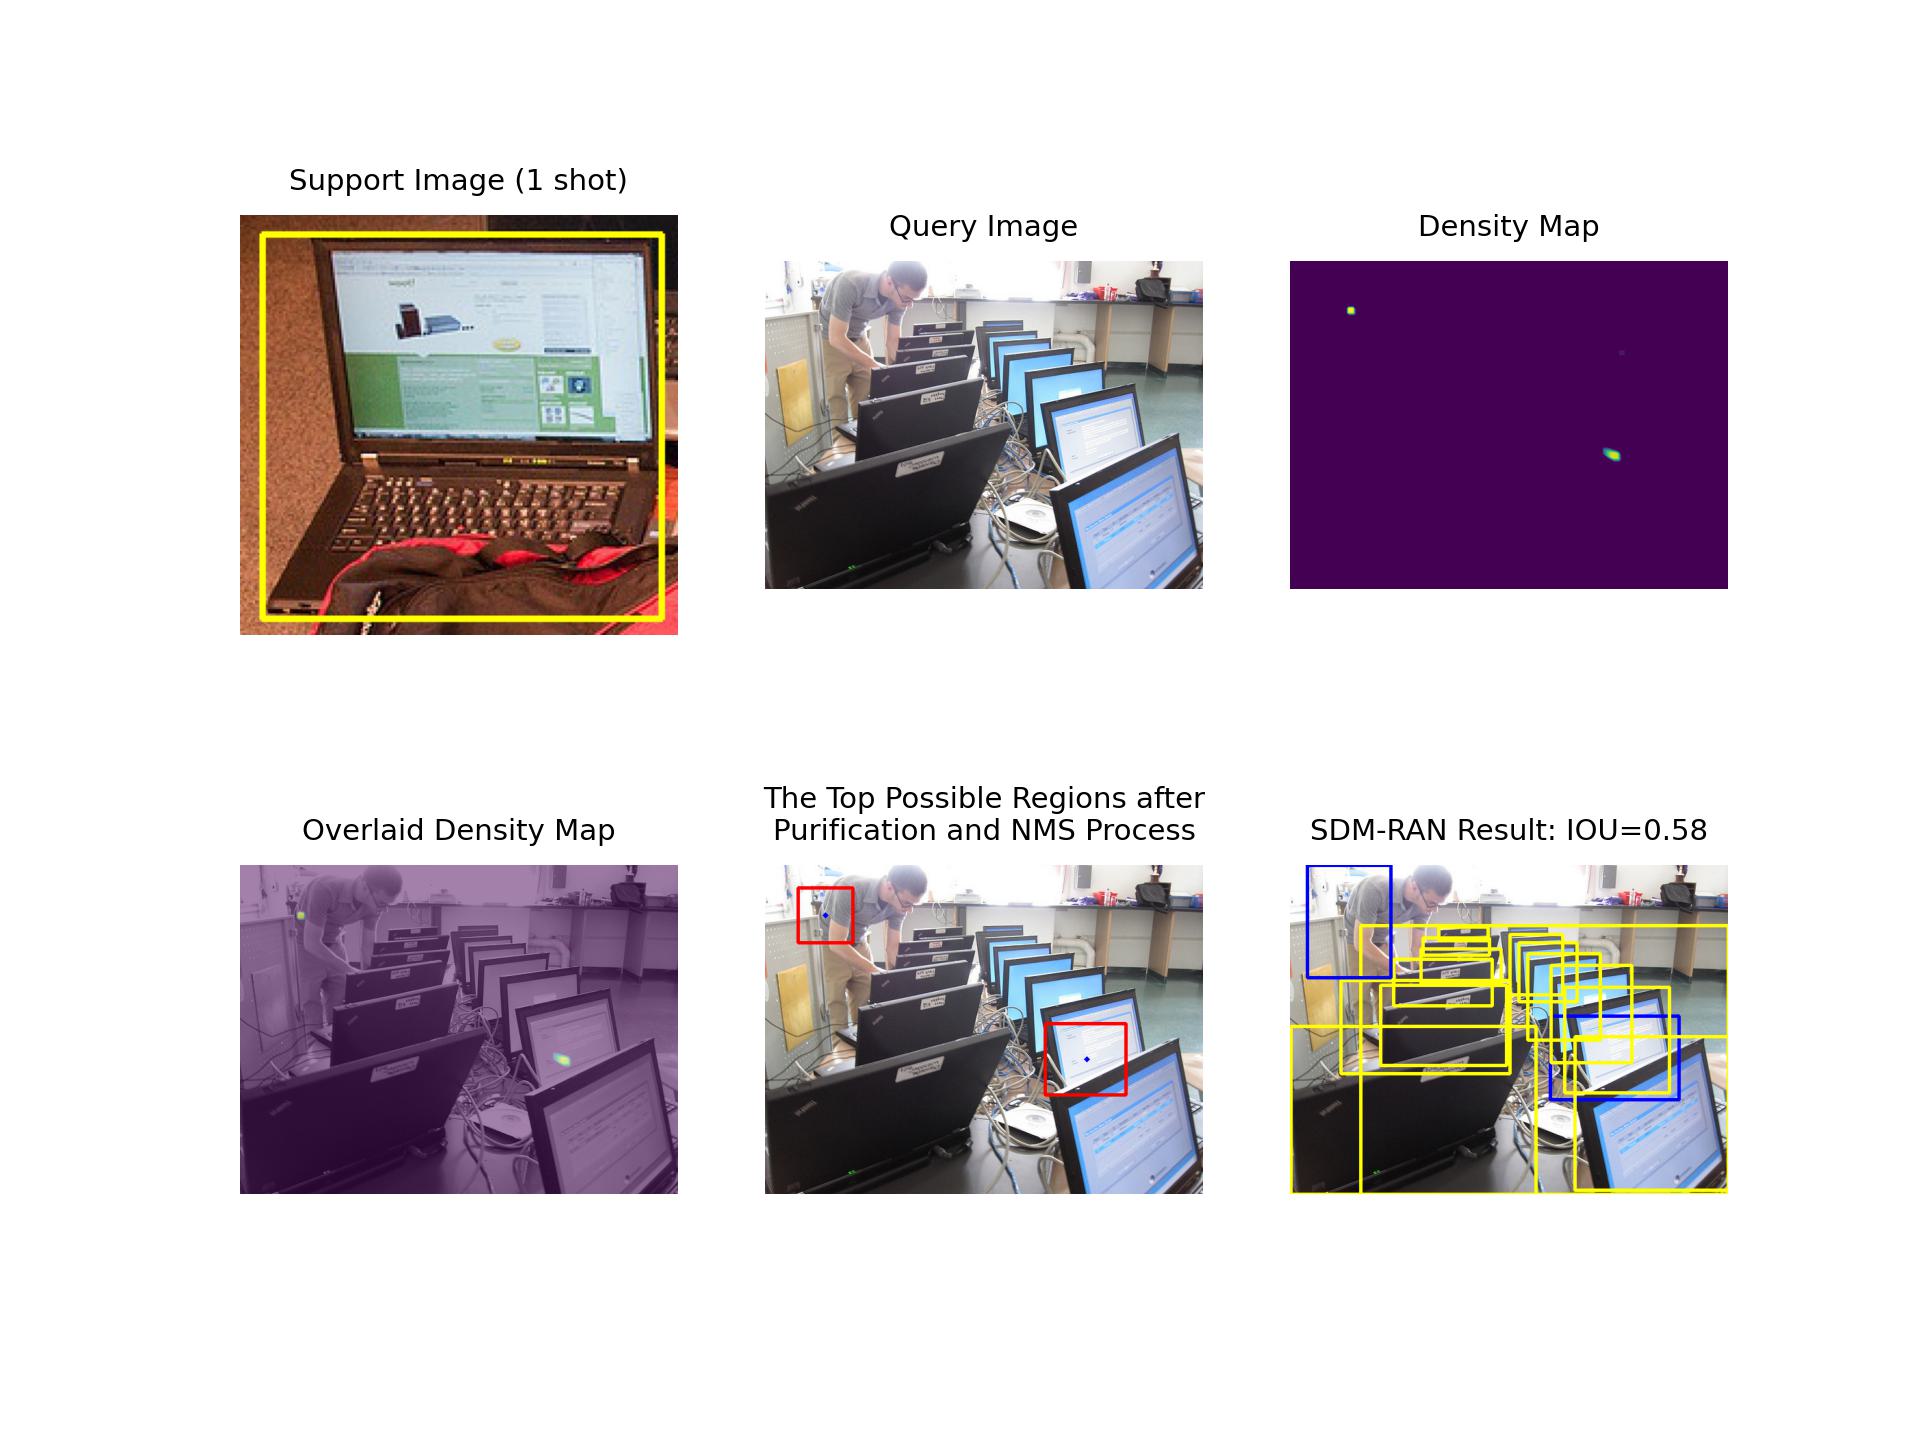 Support Image (1 shot)
Query Image
Density Map
Overlaid Density Map
The Top Possible Regions after
Purification and NMS Process
SDM-RAN Result: IOU=0.58